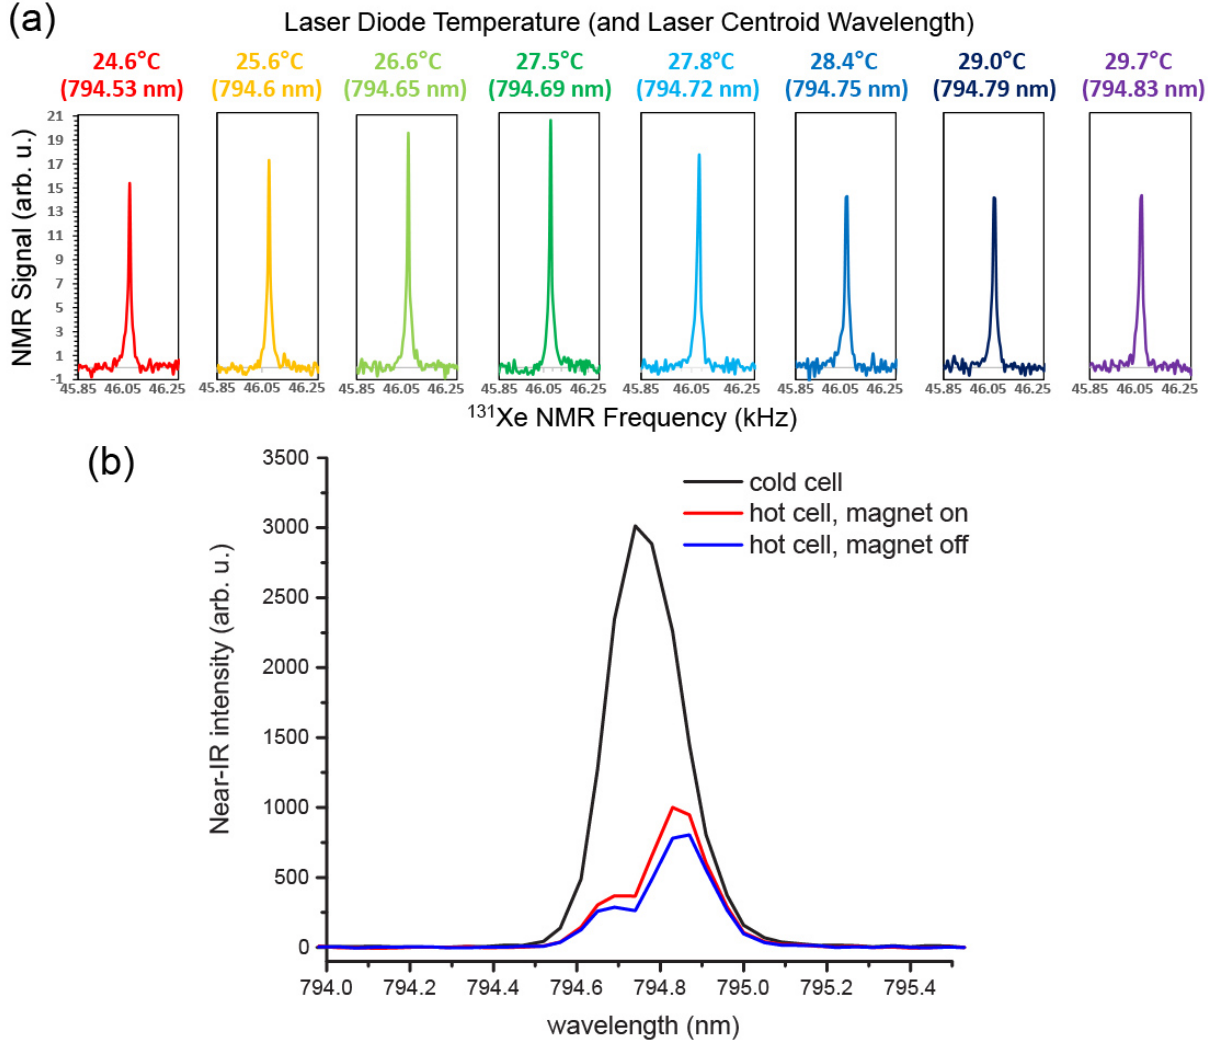 (a)
Laser Diode Temperature (and Laser Centroid Wavelength)
24.6°C 25.6°C 26.6°C 27.5°C 27.8°C 28.4°C 29.0°C 29.7°C
(794.53 nm) (794.6 nm) (794.65 nm) (794.69 nm) (794.72 nm) (794.75 nm) (794.79 nm) (794.83 nm)
NMR Signal (arb. u.)
21
19
17
15
13
11
9
7
5
3
1
-1
45.85 46.05 46.25 45.85 46.05 46.25 45.85 46.05 46.25 45.85 46.05 46.25 45.85 46.05 46.25 45.85 46.05 46.25 45.85 46.05 46.25 45.85 46.05 46.25
131Xe NMR Frequency (kHz)
(b)
Near-IR intensity (arb. u.)
3500
3000
2500
2000
1500
1000
500
0
cold cell
hot cell, magnet on
hot cell, magnet off
794.0 794.2 794.4 794.6 794.8 795.0 795.2 795.4
wavelength (nm)